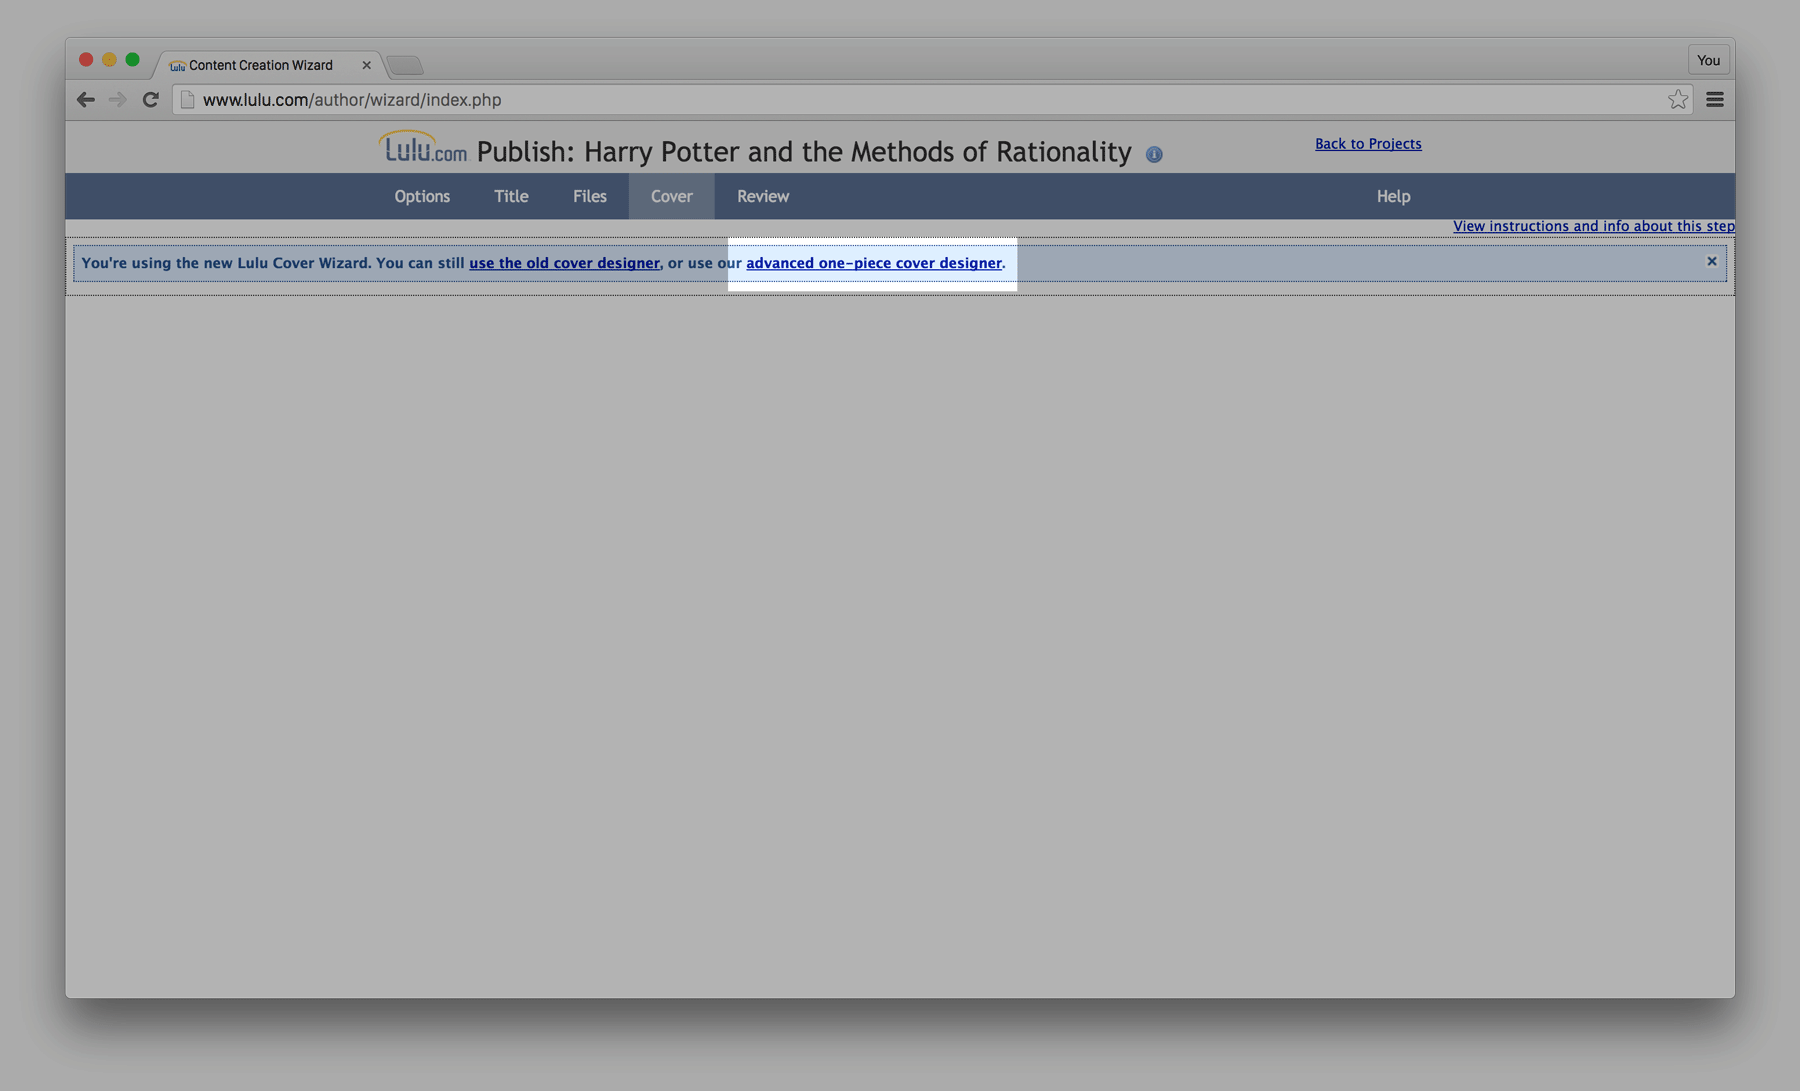 Lulu Content Creation Wizard
You
www.lulu.com/author/wizard/index.php
Lulu.com Publish: Harry Potter and the Methods of Rationality
Back to Projects
Options Title Files Cover Review Help
View instructions and info about this step
You're using the new Lulu Cover Wizard. You can still use the old cover designer, or use our advanced one-piece cover designer.